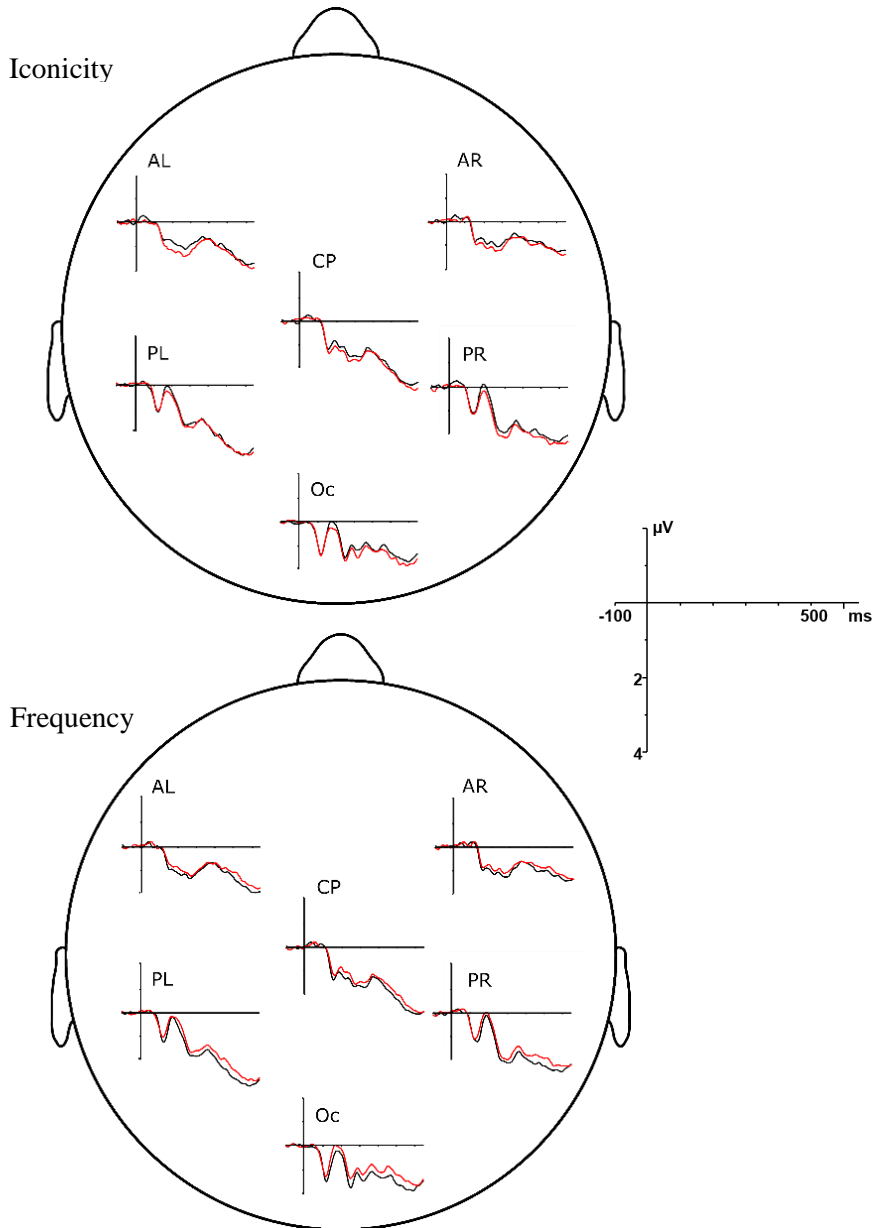 Iconicity
AL
AR
CP
PL
PR
Oc
µV
-100
500
ms
2
4
Frequency
AL
AR
CP
PL
PR
Oc